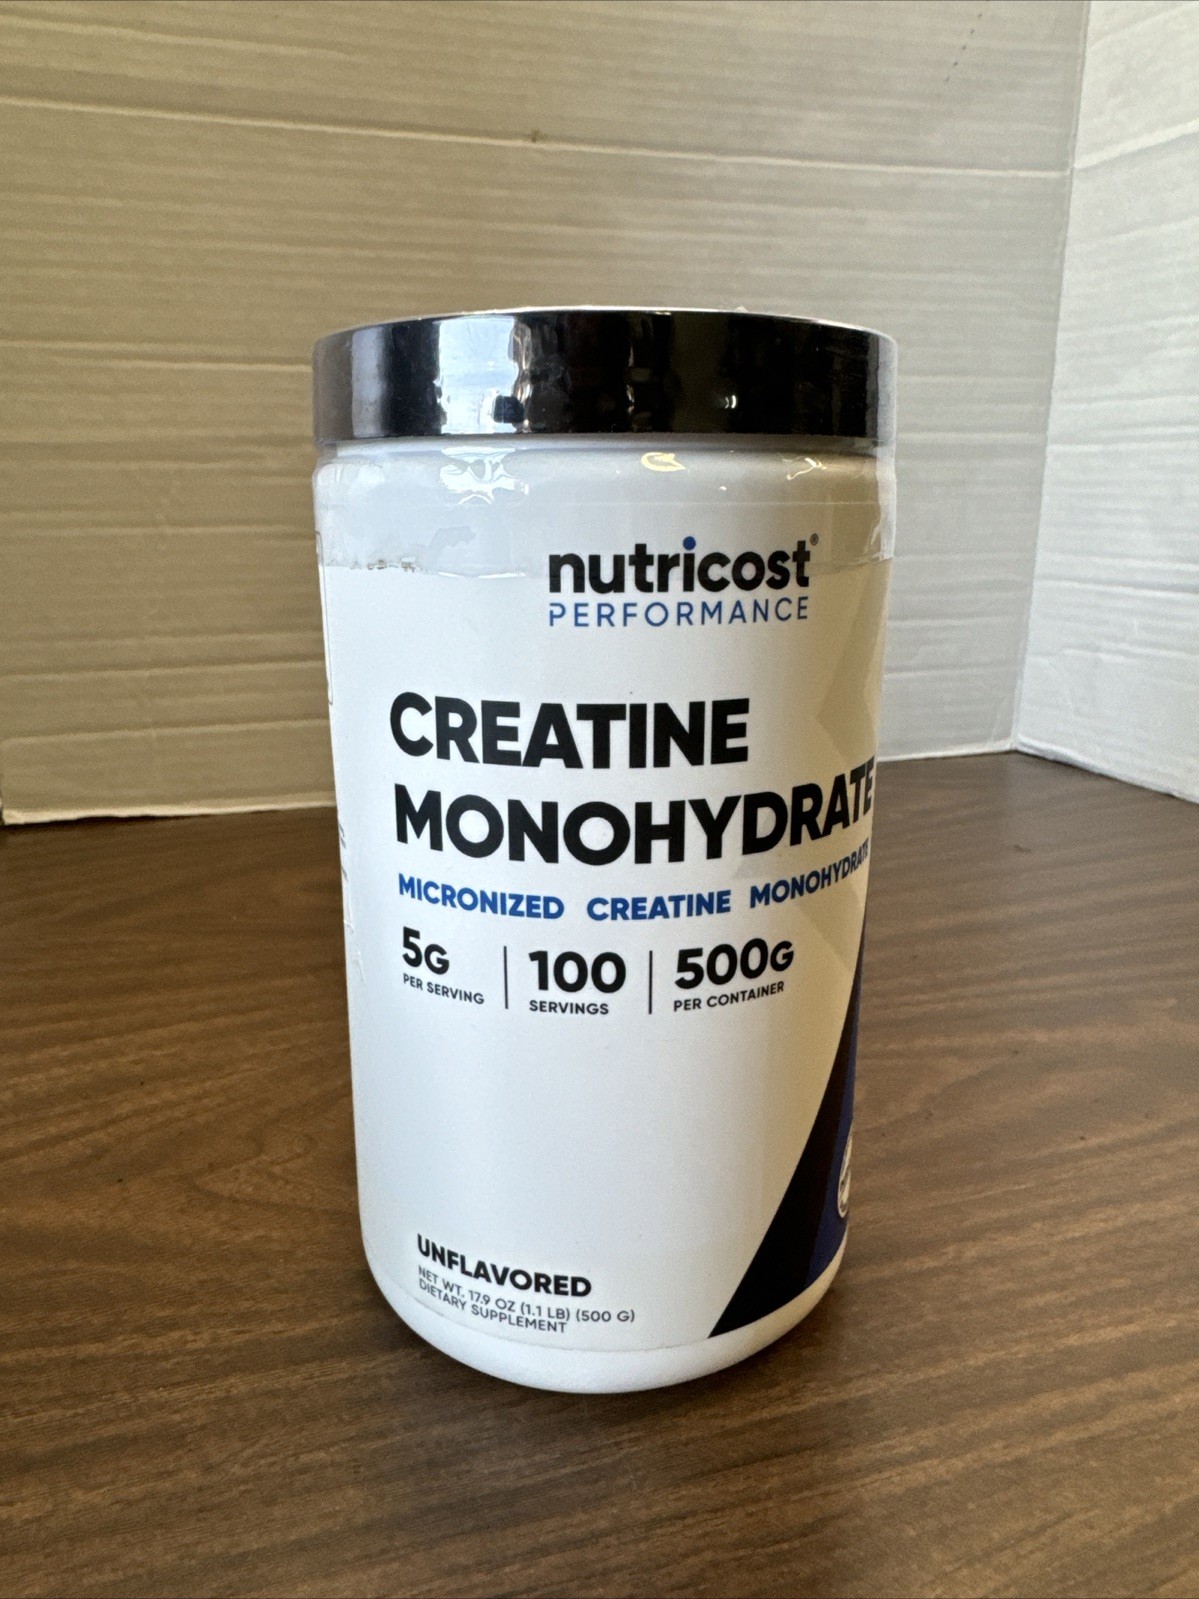 nutricost®
PERFORMANCE
CREATINE
MONOHYDRATE
MICRONIZED CREATINE MONOHYDRATE
5G
PER SERVING
100
SERVINGS
500G
PER CONTAINER
UNFLAVORED
NET WT. 17.9 OZ (1.1 LB) (500 G)
DIETARY SUPPLEMENT